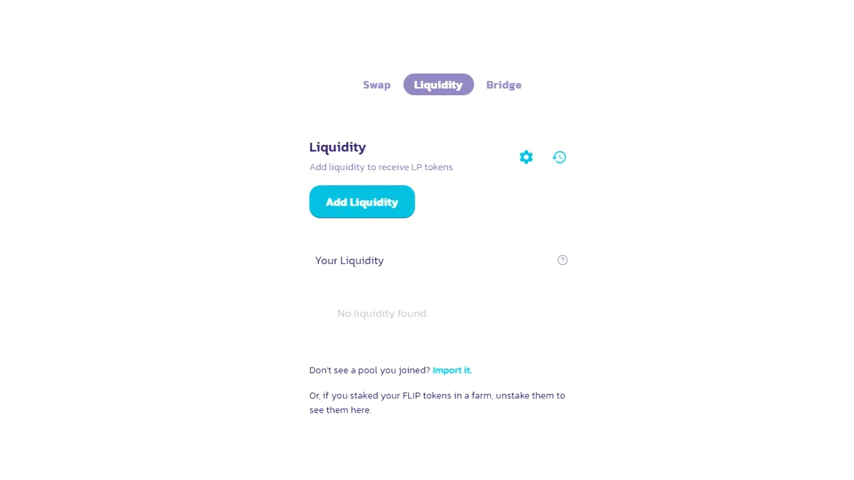 Swap Liquidity Bridge
Liquidity
Add liquidity to receive LP tokens
Add Liquidity
Your Liquidity
No liquidity found.
Don't see a pool you joined? Import it.
Or, if you staked your FLIP tokens in a farm, unstake them to
see them here.